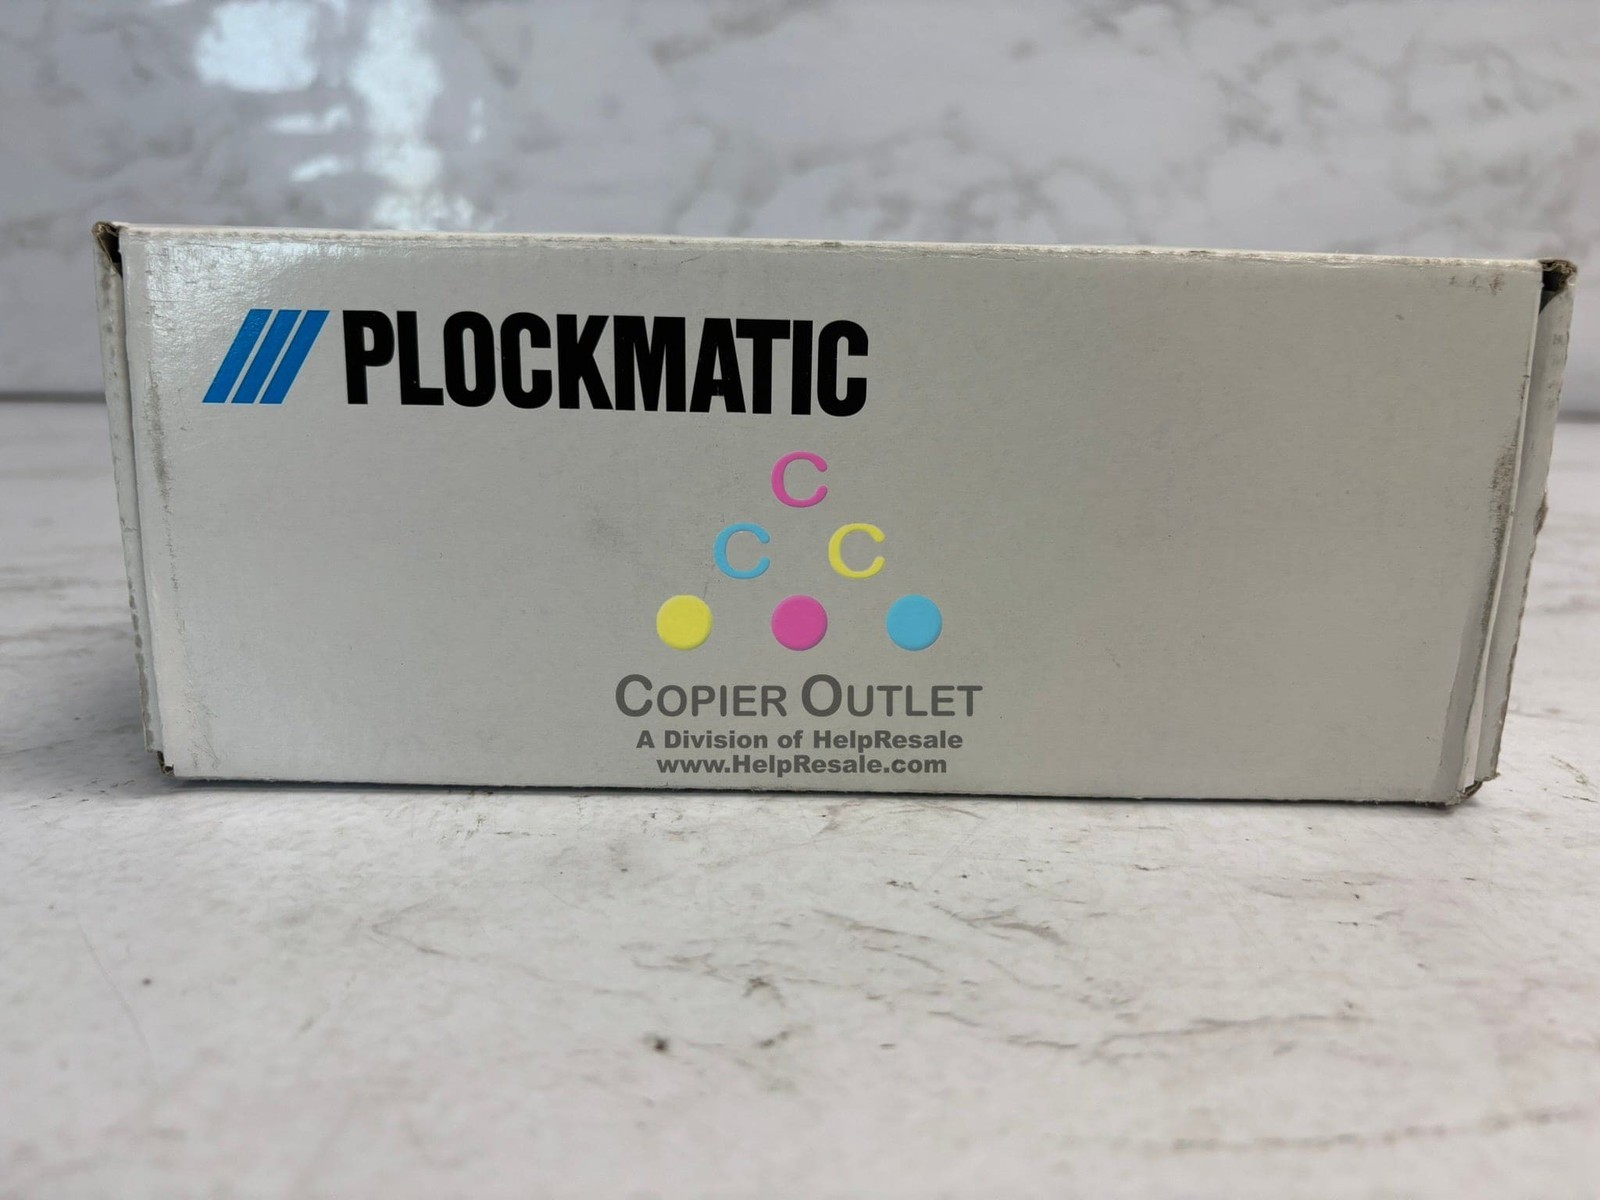 PLOCKMATIC
C
C C
COPIER OUTLET
A Division of HelpResale
www.HelpResale.com